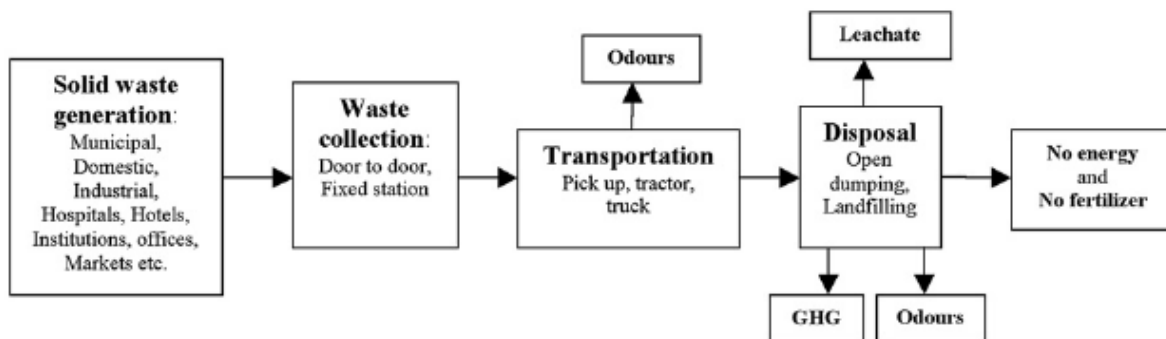 Solid waste
generation:
Municipal,
Domestic,
Industrial,
Hospitals, Hotels,
Institutions, offices,
Markets etc.
Waste
collection:
Door to door,
Fixed station
Odours
Transportation
Pick up, tractor,
truck
Leachate
Disposal
Open
dumping,
Landfilling
GHG
Odours
No energy
and
No fertilizer